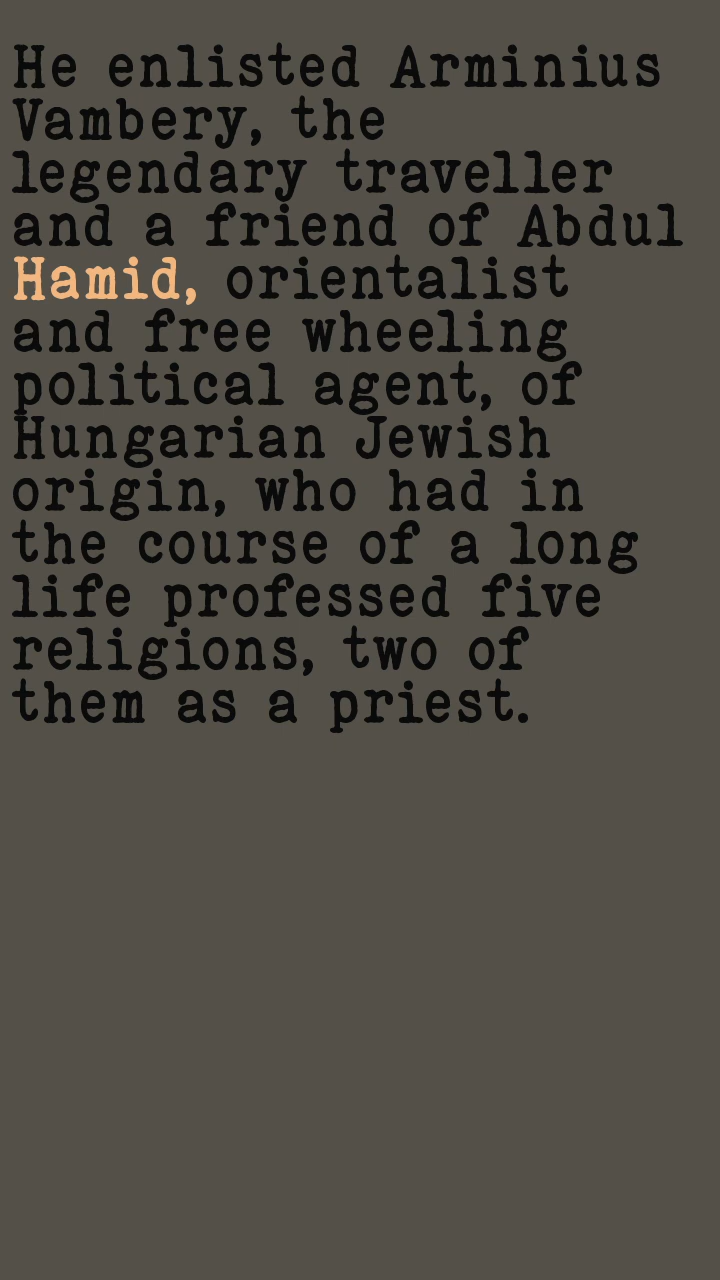 He enlisted Arminius
Vambery, the
legendary traveller
and a friend of Abdul
Hamid, orientalist
and free wheeling
political agent, of
Hungarian Jewish
origin, who had in
the course of a long
life professed five
religions, two of
them as a priest.